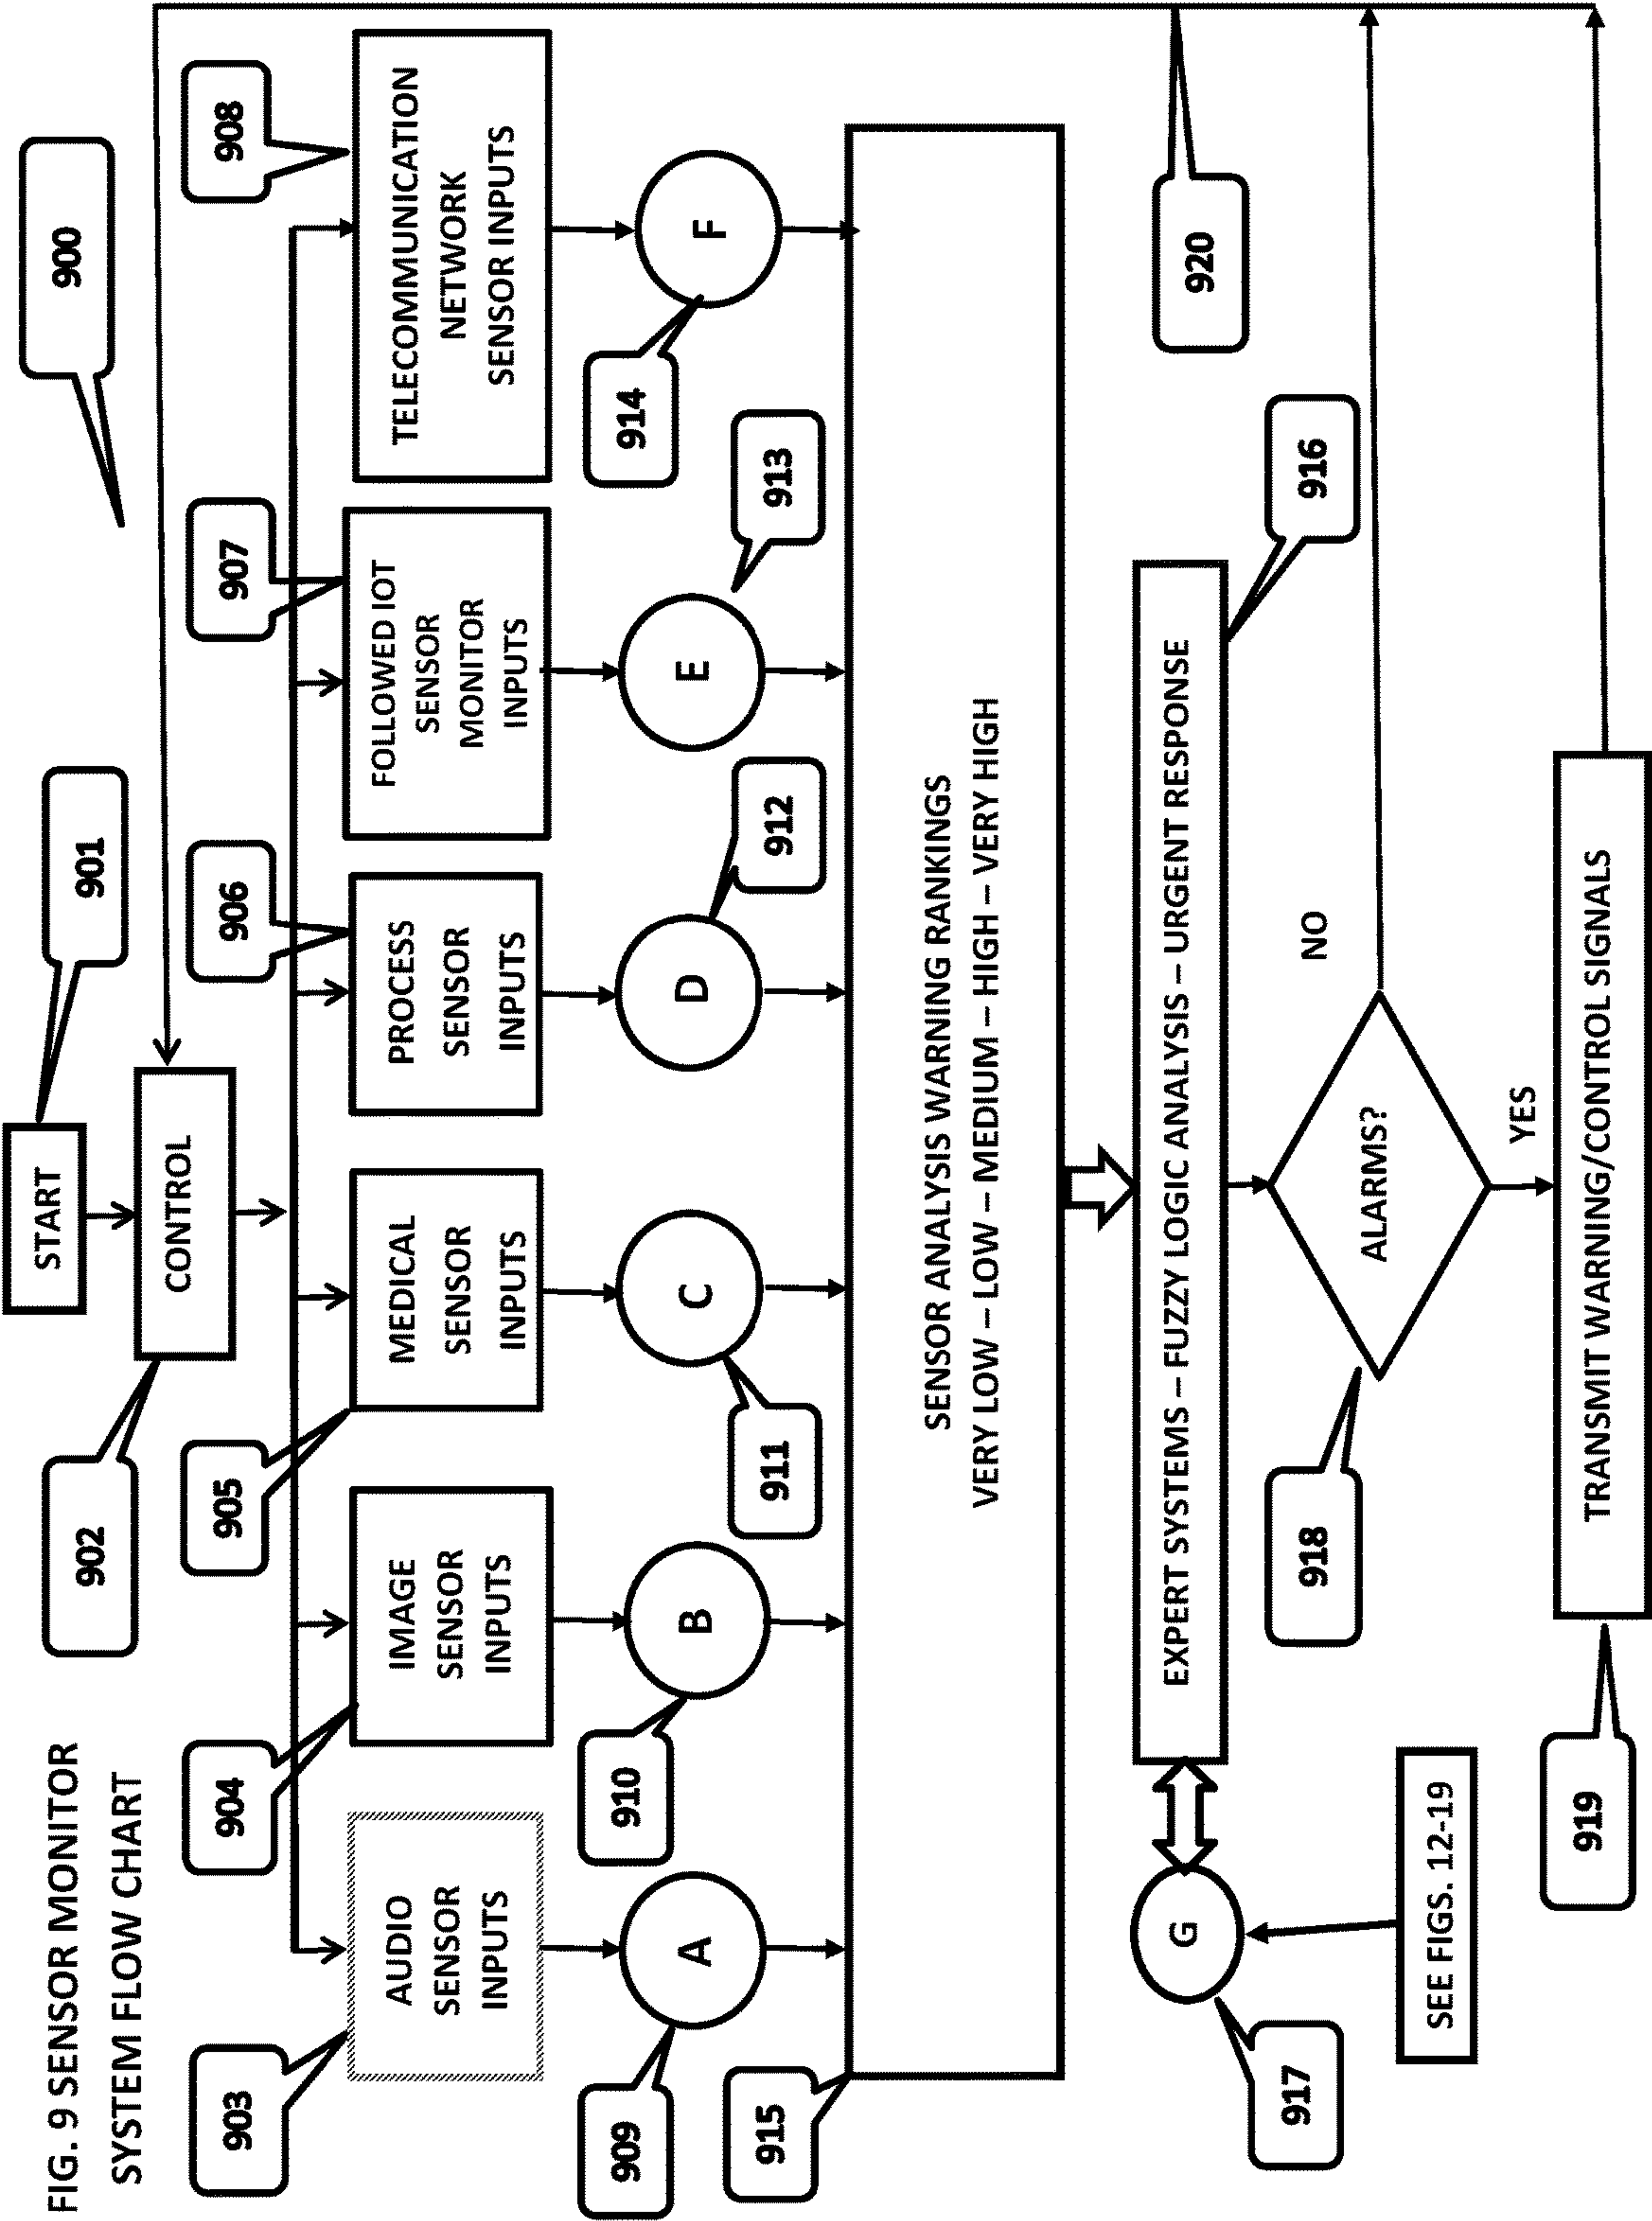 FIG. 9 SENSOR MONITOR
SYSTEM FLOW CHART
900
START
901
CONTROL
902
903
904
905
906
907
908
AUDIO
SENSOR
INPUTS
IMAGE
SENSOR
INPUTS
MEDICAL
SENSOR
INPUTS
PROCESS
SENSOR
INPUTS
FOLLOWED IOT
SENSOR
MONITOR
INPUTS
TELECOMMUNICATION
NETWORK
SENSOR INPUTS
A
B
C
D
E
F
909
910
911
912
913
914
915
SENSOR ANALYSIS WARNING RANKINGS
VERY LOW – LOW – MEDIUM – HIGH – VERY HIGH
920
G
EXPERT SYSTEMS – FUZZY LOGIC ANALYSIS – URGENT RESPONSE
916
917
918
ALARMS?
NO
SEE FIGS. 12-19
YES
919
TRANSMIT WARNING/CONTROL SIGNALS